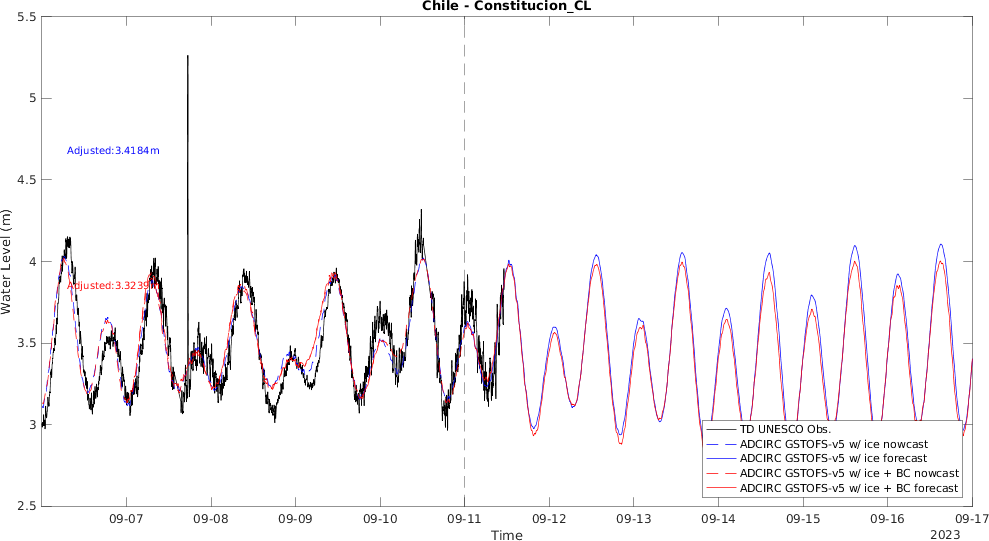 Chile - Constitucion_CL
5.5
5
4.5
4
3.5
3
2.5
Water Level (m)
Adjusted:3.4184m
Adjusted:3.3239m
TD UNESCO Obs.
ADCIRC GSTOFS-v5 w/ ice nowcast
ADCIRC GSTOFS-v5 w/ ice forecast
ADCIRC GSTOFS-v5 w/ ice + BC nowcast
ADCIRC GSTOFS-v5 w/ ice + BC forecast
09-07 09-08 09-09 09-10 09-11 09-12 09-13 09-14 09-15 09-16 09-17
Time
2023